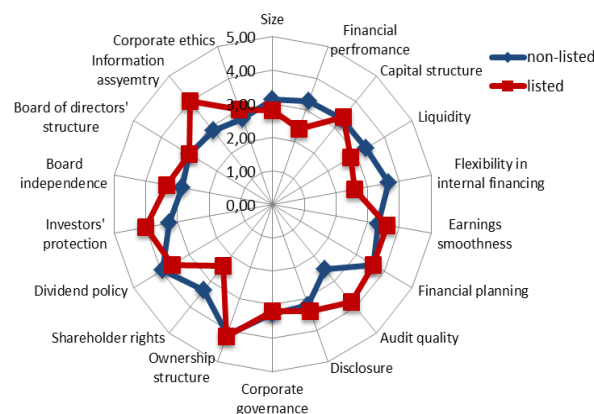 Size
5,00
4,00
3,00
2,00
1,00
0,00
Financial
perfromance
Capital structure
Liquidity
Flexibility in
internal financing
Earnings
smoothness
Financial planning
Audit quality
Disclosure
Corporate
governance
Ownership
structure
Shareholder rights
Dividend policy
Investors'
protection
Board
independence
Board of directors'
structure
Information
assyemtry
Corporate ethics
non-listed
listed